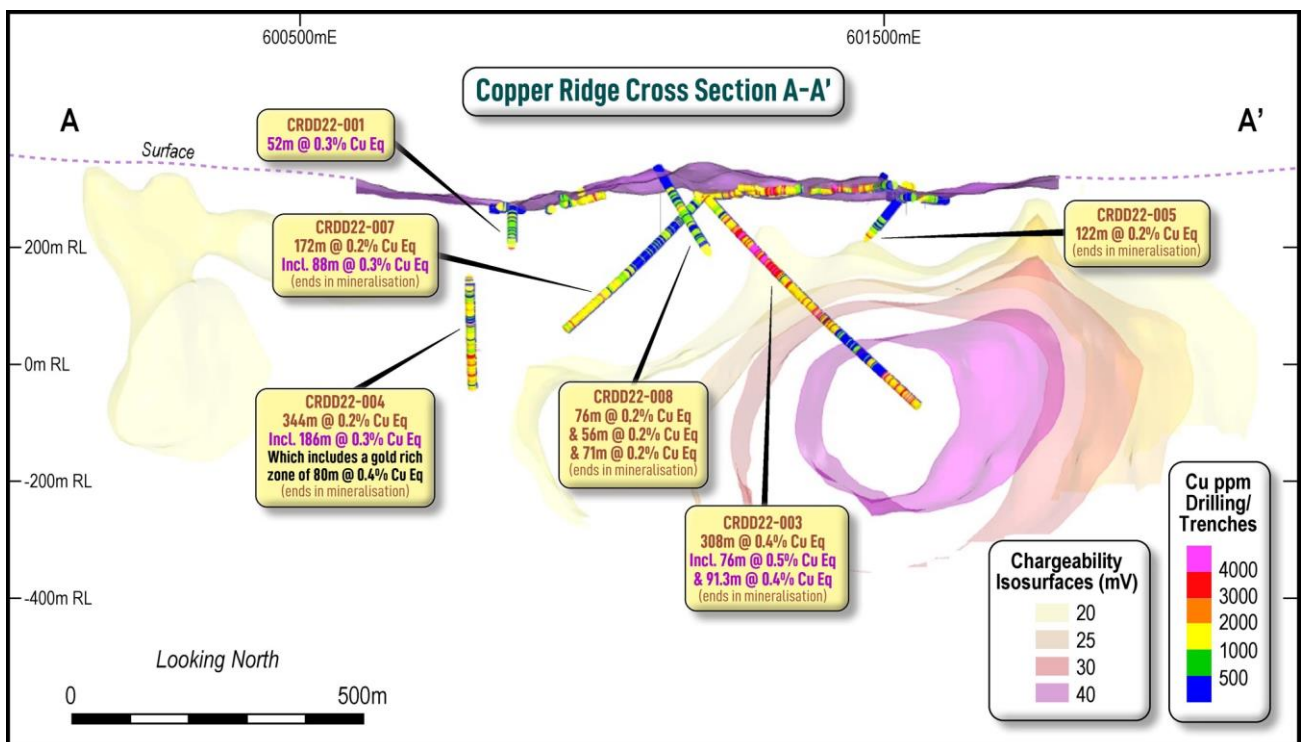 600500mE
601500mE
Copper Ridge Cross Section A-A'
A
A'
Surface
CRDD22-001
52m @ 0.3% Cu Eq
CRDD22-007
172m @ 0.2% Cu Eq
Incl. 88m @ 0.3% Cu Eq
(ends in mineralisation)
CRDD22-005
122m @ 0.2% Cu Eq
200m RL
0m RL
-200m RL
-400m RL
CRDD22-004
344m @ 0.2% Cu Eq
Incl. 186m @ 0.3% Cu Eq
Which includes a gold rich
zone of 80m @ 0.4% Cu Eq
(ends in mineralisation)
CRDD22-008
76m @ 0.2% Cu Eq
& 56m @ 0.2% Cu Eq
& 71m @ 0.2% Cu Eq
(ends in mineralisation)
CRDD22-003
308m @ 0.4% Cu Eq
Incl. 76m @ 0.5% Cu Eq
& 91.3m @ 0.4% Cu Eq
(ends in mineralisation)
Looking North
0
500m
Chargeability
Isosurfaces (mV)
20
25
30
40
Cu ppm
Drilling/
Trenches
4000
3000
2000
1000
500